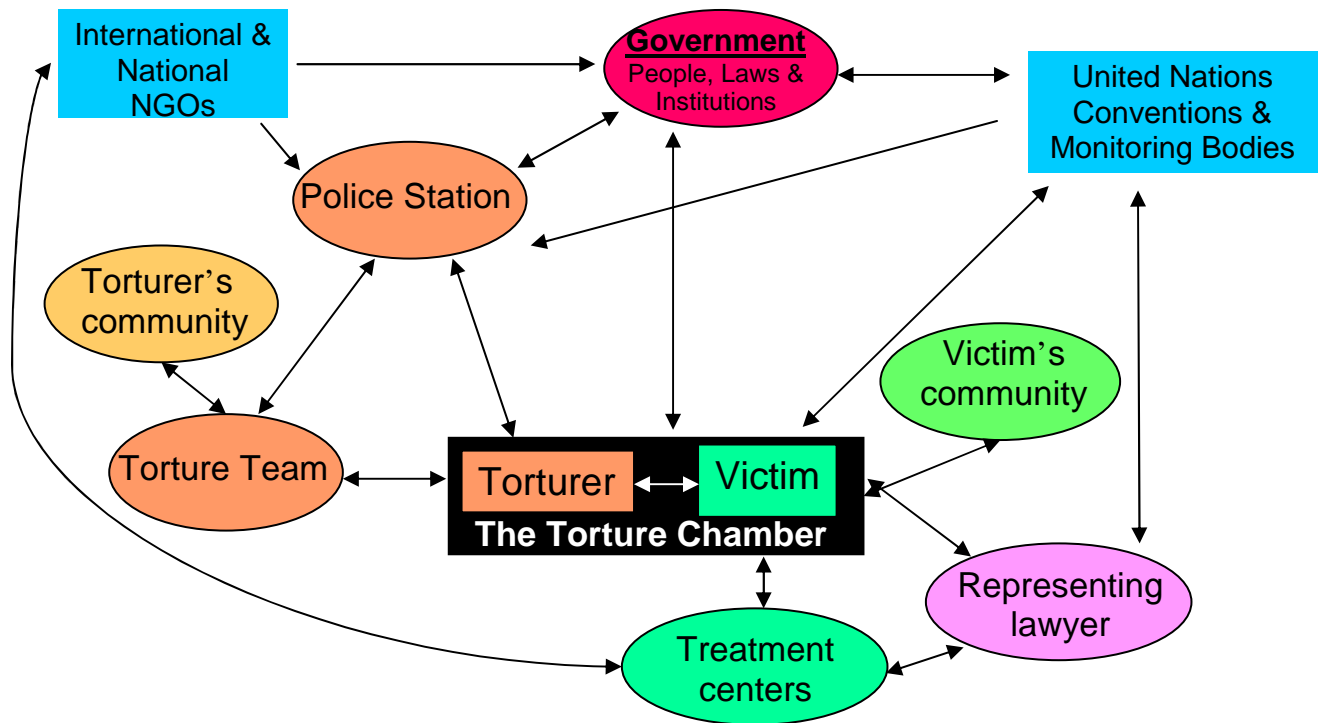 International &
National
NGOs
Government
People, Laws &
Institutions
United Nations
Conventions &
Monitoring Bodies
Police Station
Torturer’s
community
Victim’s
community
Torture Team
Torturer
Victim
The Torture Chamber
Representing
lawyer
Treatment
centers